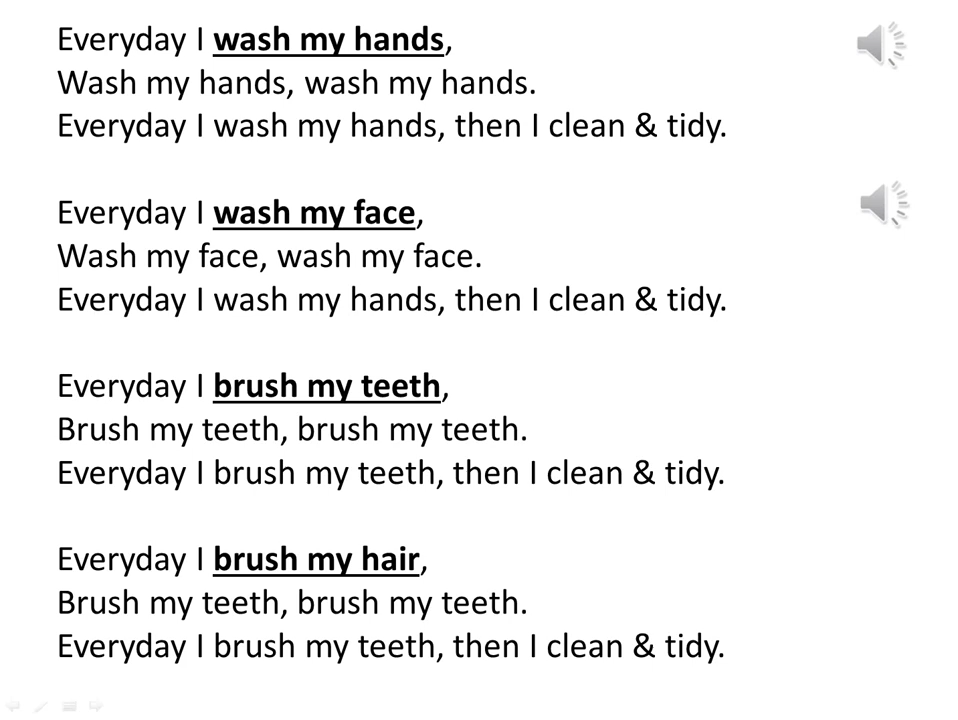 Everyday I wash my hands,
Wash my hands, wash my hands.
Everyday I wash my hands, then I clean & tidy.
Everyday I wash my face,
Wash my face, wash my face.
Everyday I wash my hands, then I clean & tidy.
Everyday I brush my teeth,
Brush my teeth, brush my teeth.
Everyday I brush my teeth, then I clean & tidy.
Everyday I brush my hair,
Brush my teeth, brush my teeth.
Everyday I brush my teeth, then I clean & tidy.